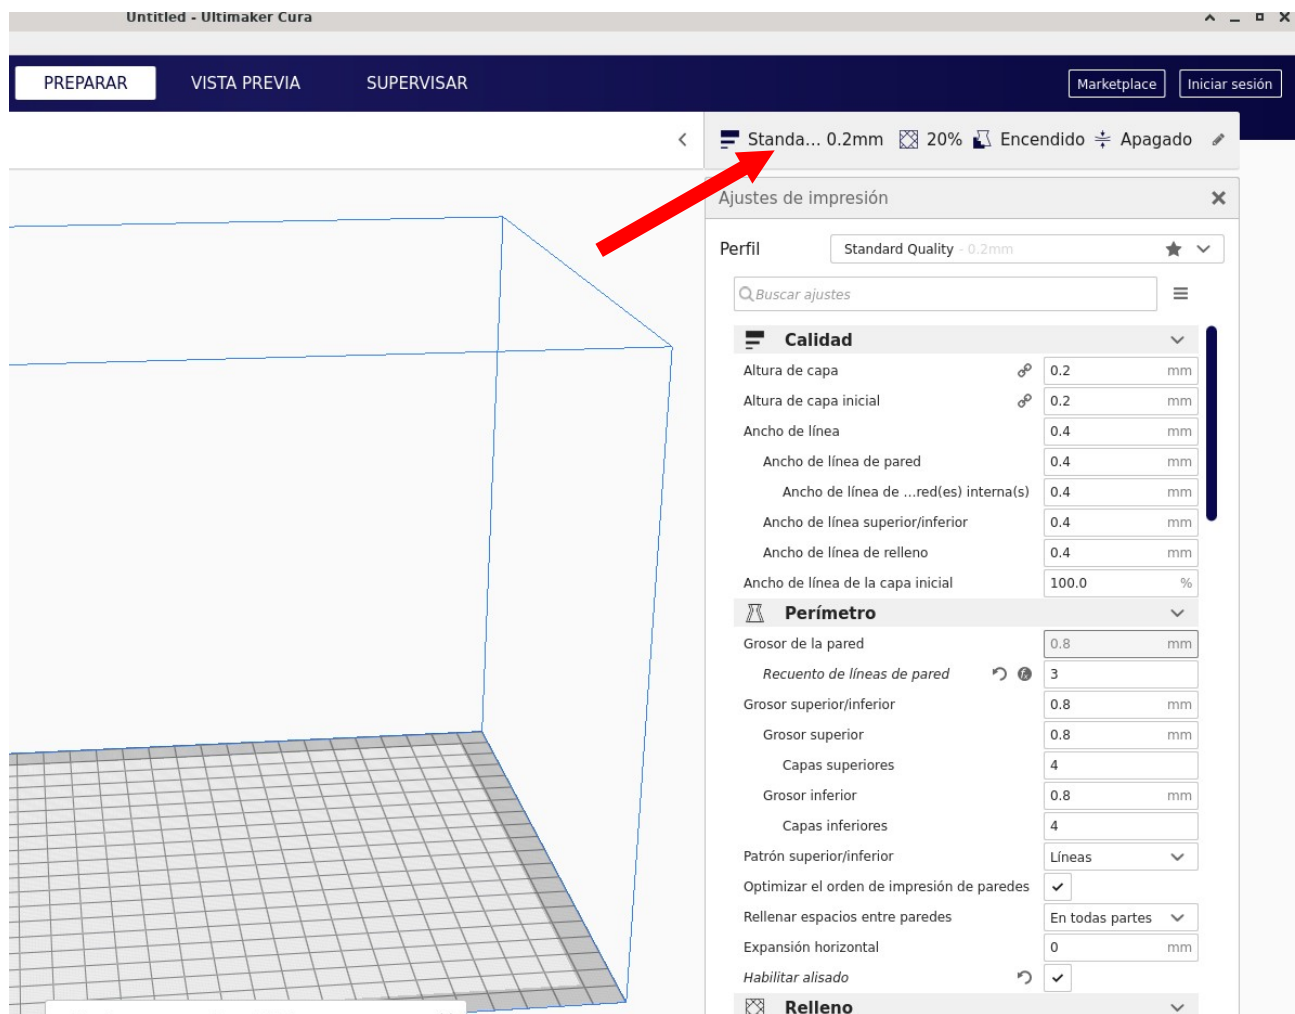 Untitled - Ultimaker Cura
PREPARAR VISTA PREVIA SUPERVISAR Marketplace Iniciar sesión
Standa... 0.2mm 20% Encendido Apagado
Ajustes de impresión
Perfil Standard Quality - 0.2mm
Buscar ajustes
Calidad
Altura de capa 0.2 mm
Altura de capa inicial 0.2 mm
Ancho de línea 0.4 mm
Ancho de línea de pared 0.4 mm
Ancho de línea de ...red(es) interna(s) 0.4 mm
Ancho de línea superior/inferior 0.4 mm
Ancho de línea de relleno 0.4 mm
Ancho de línea de la capa inicial 100.0 %
Perímetro
Grosor de la pared 0.8 mm
Recuento de líneas de pared 3
Grosor superior/inferior 0.8 mm
Grosor superior 0.8 mm
Capas superiores 4
Grosor inferior 0.8 mm
Capas inferiores 4
Patrón superior/inferior Líneas
Optimizar el orden de impresión de paredes
Rellenar espacios entre paredes En todas partes
Expansión horizontal 0 mm
Habilitar alisado
Relleno